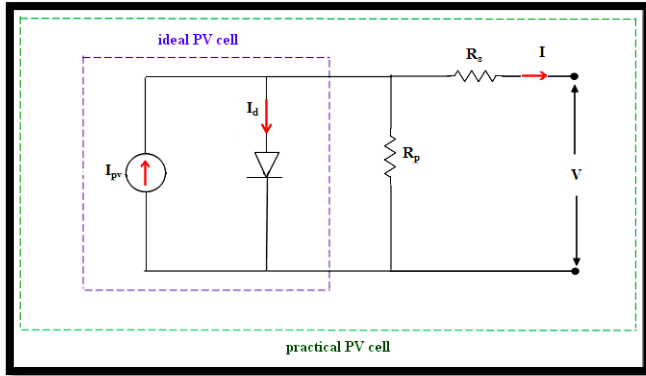 ideal PV cell
Rs
I
Id
Ipv
Rp
V
practical PV cell